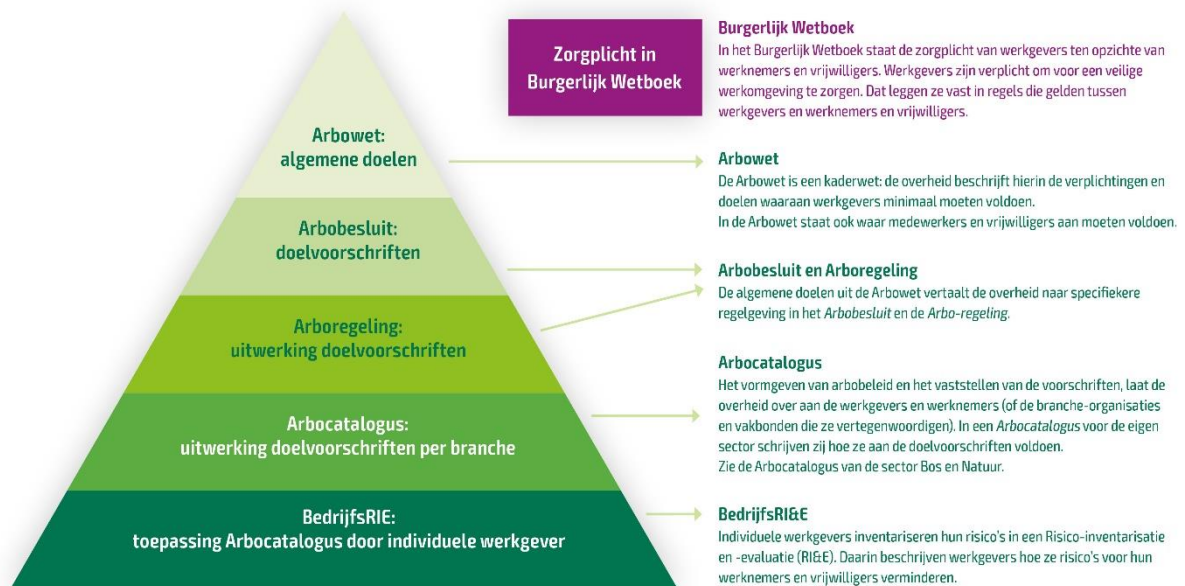 Arbowet:
algemene doelen
Arbobesluit:
doelvoorschriften
Arboregeling:
uitwerking doelvoorschriften
Arbocatalogus:
uitwerking doelvoorschriften per branche
BedrijfsRIE:
toepassing Arbocatalogus door individuele werkgever
Zorgplicht in
Burgerlijk Wetboek
Burgerlijk Wetboek
In het Burgerlijk Wetboek staat de zorgplicht van werkgevers ten opzichte van
werknemers en vrijwilligers. Werkgevers zijn verplicht om voor een veilige
werkomgeving te zorgen. Dat leggen ze vast in regels die gelden tussen
werkgevers en werknemers en vrijwilligers.
Arbowet
De Arbowet is een kaderwet: de overheid beschrijft hierin de verplichtingen en
doelen waaraan werkgevers minimaal moeten voldoen.
In de Arbowet staat ook waar medewerkers en vrijwilligers aan moeten voldoen.
Arbobesluit en Arboregeling
De algemene doelen uit de Arbowet vertaalt de overheid naar specifiekere
regelgeving in het Arbobesluit en de Arbo-regeling.
Arbocatalogus
Het vormgeven van arbobeleid en het vaststellen van de voorschriften, laat de
overheid over aan de werkgevers en werknemers (of de branche-organisaties
en vakbonden die ze vertegenwoordigen). In een Arbocatalogus voor de eigen
sector schrijven zij hoe ze aan de doelvoorschriften voldoen.
Zie de Arbocatalogus van de sector Bos en Natuur.
BedrijfsRI&E
Individuele werkgevers inventariseren hun risico's in een Risico-inventarisatie
en -evaluatie (RI&E). Daarin beschrijven werkgevers hoe ze risico's voor hun
werknemers en vrijwilligers verminderen.